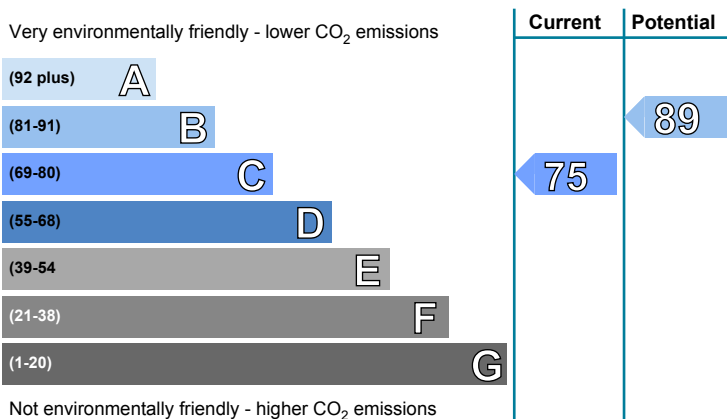 Current Potential
Very environmentally friendly - lower CO2 emissions
(92 plus) A
(81-91) B 89
(69-80) C 75
(55-68) D
(39-54 E
(21-38) F
(1-20) G
Not environmentally friendly - higher CO2 emissions